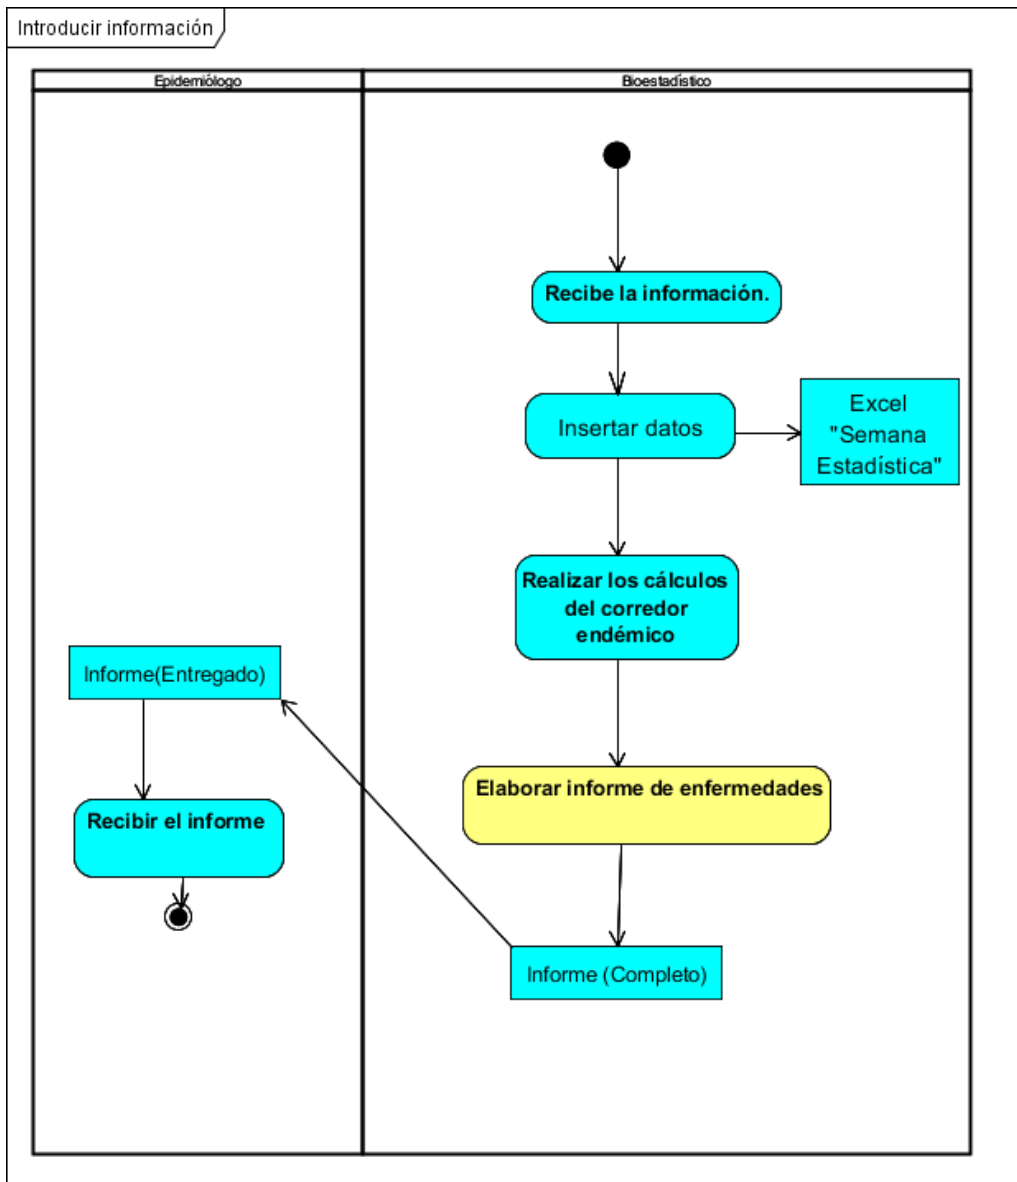 Introducir información
Epidemiólogo
Bioestadístico
Recibe la información.
Insertar datos
Excel
"Semana
Estadística"
Realizar los cálculos
del corredor
endémico
Informe(Entregado)
Elaborar informe de enfermedades
Recibir el informe
Informe (Completo)